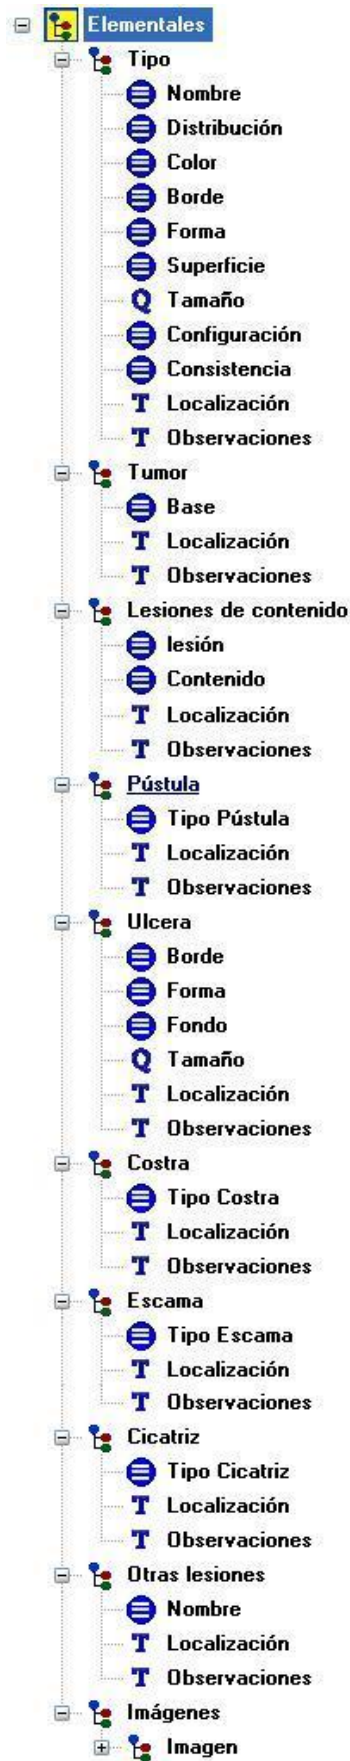 Elementales
Tipo
Nombre
Distribución
Color
Borde
Forma
Superficie
Q Tamaño
Configuración
Consistencia
T Localización
T Observaciones
Tumor
Base
T Localización
T Observaciones
Lesiones de contenido
lesión
Contenido
T Localización
T Observaciones
Pústula
Tipo Pústula
T Localización
T Observaciones
Ulcera
Borde
Forma
Fondo
Q Tamaño
T Localización
T Observaciones
Costra
Tipo Costra
T Localización
T Observaciones
Escama
Tipo Escama
T Localización
T Observaciones
Cicatriz
Tipo Cicatriz
T Localización
T Observaciones
Otras lesiones
Nombre
T Localización
T Observaciones
Imágenes
Imagen